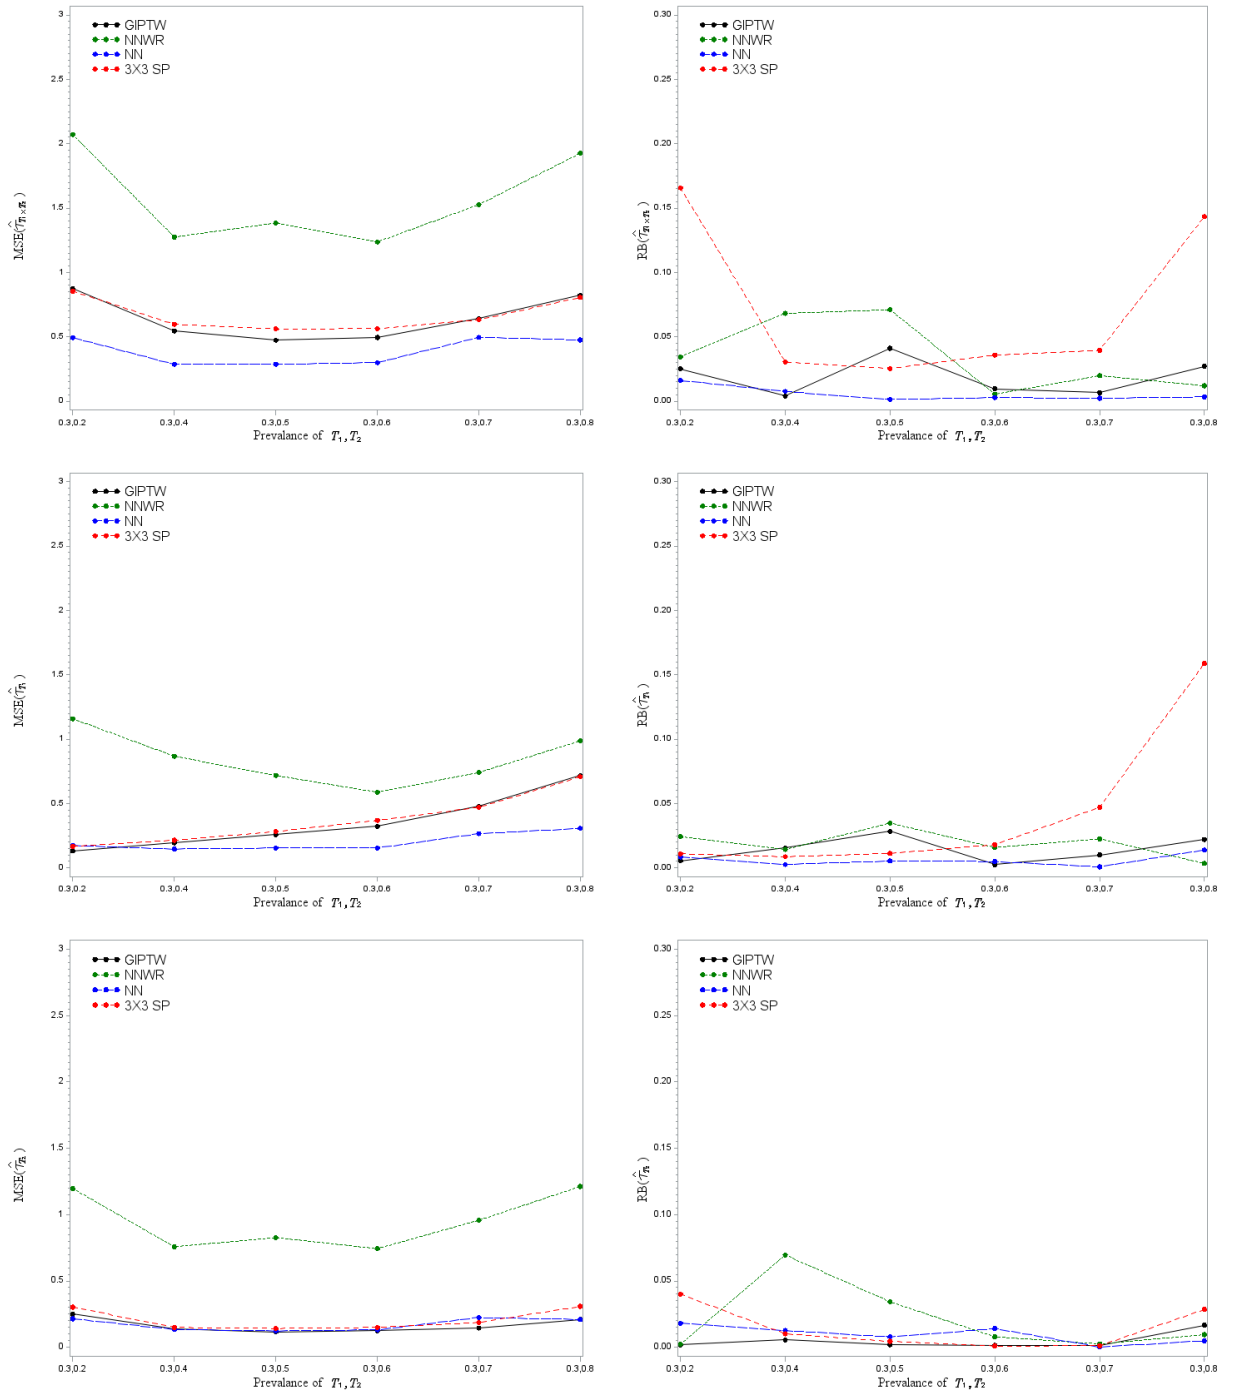 3
GIPTW
NNWR
NN
3X3 SP
2.5
2
1.5
1
0.5
0
MSE(τ̂_{T₁×T₂})
0.3,0.2 0.3,0.4 0.3,0.5 0.3,0.6 0.3,0.7 0.3,0.8
Prevalance of T₁,T₂
0.30
GIPTW
NNWR
NN
3X3 SP
0.25
0.20
0.15
0.10
0.05
0.00
RB(τ̂_{T₁×T₂})
0.3,0.2 0.3,0.4 0.3,0.5 0.3,0.6 0.3,0.7 0.3,0.8
Prevalance of T₁,T₂
3
GIPTW
NNWR
NN
3X3 SP
2.5
2
1.5
1
0.5
0
MSE(τ̂_{T₁})
0.3,0.2 0.3,0.4 0.3,0.5 0.3,0.6 0.3,0.7 0.3,0.8
Prevalance of T₁,T₂
0.30
GIPTW
NNWR
NN
3X3 SP
0.25
0.20
0.15
0.10
0.05
0.00
RB(τ̂_{T₁})
0.3,0.2 0.3,0.4 0.3,0.5 0.3,0.6 0.3,0.7 0.3,0.8
Prevalance of T₁,T₂
3
GIPTW
NNWR
NN
3X3 SP
2.5
2
1.5
1
0.5
0
MSE(τ̂_{T₂})
0.3,0.2 0.3,0.4 0.3,0.5 0.3,0.6 0.3,0.7 0.3,0.8
Prevalance of T₁,T₂
0.30
GIPTW
NNWR
NN
3X3 SP
0.25
0.20
0.15
0.10
0.05
0.00
RB(τ̂_{T₂})
0.3,0.2 0.3,0.4 0.3,0.5 0.3,0.6 0.3,0.7 0.3,0.8
Prevalance of T₁,T₂